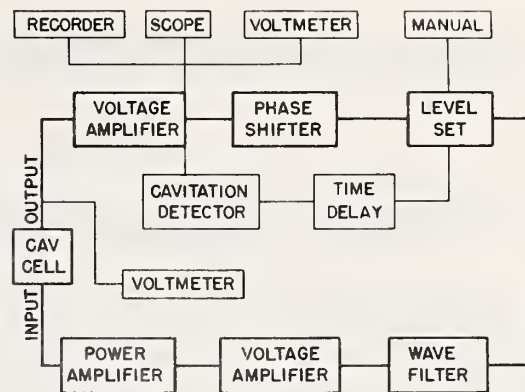 RECORDER
SCOPE
VOLTMETER
MANUAL
VOLTAGE
AMPLIFIER
PHASE
SHIFTER
LEVEL
SET
CAVITATION
DETECTOR
TIME
DELAY
OUTPUT
CAV
CELL
INPUT
VOLTMETER
POWER
AMPLIFIER
VOLTAGE
AMPLIFIER
WAVE
FILTER